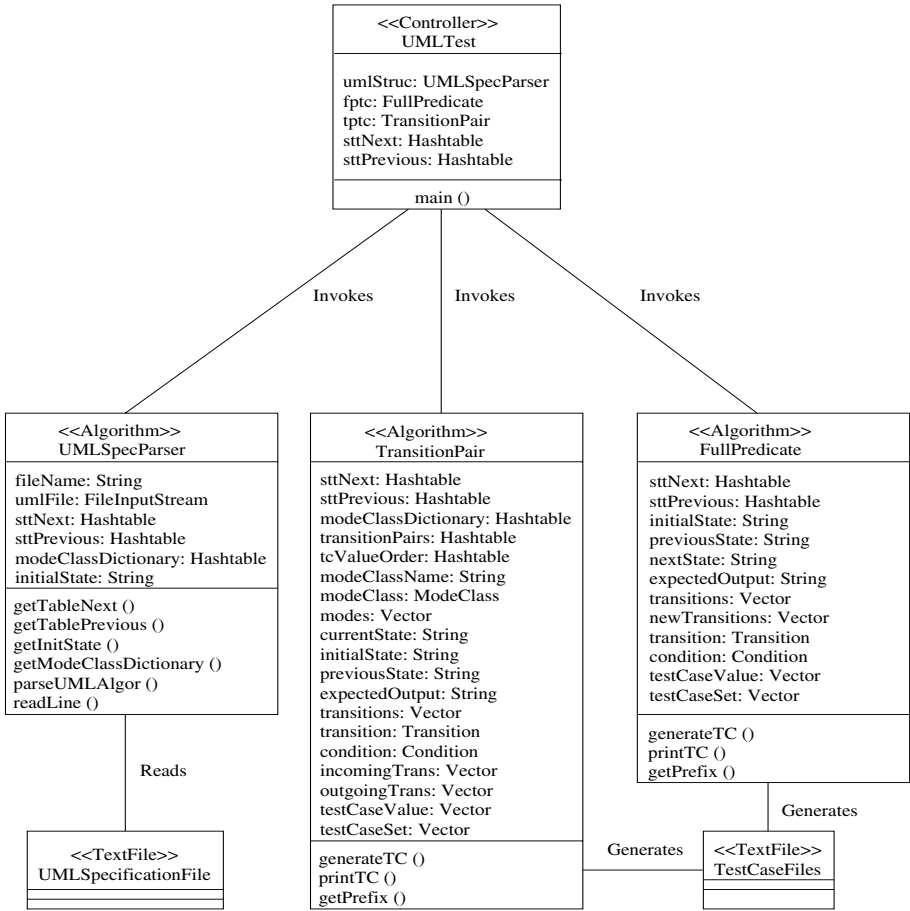 <<Controller>>
UMLTest
umlStruc: UMLSpecParser
fptc: FullPredicate
tptc: TransitionPair
sttNext: Hashtable
sttPrevious: Hashtable
main ()
Invokes
Invokes
Invokes
<<Algorithm>>
UMLSpecParser
fileName: String
umlFile: FileInputStream
sttNext: Hashtable
sttPrevious: Hashtable
modeClassDictionary: Hashtable
initialState: String
getTableNext ()
getTablePrevious ()
getInitState ()
getModeClassDictionary ()
parseUMLAlgor ()
readLine ()
Reads
<<TextFile>>
UMLSpecificationFile
<<Algorithm>>
TransitionPair
sttNext: Hashtable
sttPrevious: Hashtable
modeClassDictionary: Hashtable
transitionPairs: Hashtable
tcValueOrder: Hashtable
modeClassName: String
modeClass: ModeClass
modes: Vector
currentState: String
initialState: String
previousState: String
expectedOutput: String
transitions: Vector
transition: Transition
condition: Condition
incomingTrans: Vector
outgoingTrans: Vector
testCaseValue: Vector
testCaseSet: Vector
generateTC ()
printTC ()
getPrefix ()
Generates
<<Algorithm>>
FullPredicate
sttNext: Hashtable
sttPrevious: Hashtable
initialState: String
previousState: String
nextState: String
expectedOutput: String
transitions: Vector
newTransitions: Vector
transition: Transition
condition: Condition
testCaseValue: Vector
testCaseSet: Vector
generateTC ()
printTC ()
getPrefix ()
Generates
<<TextFile>>
TestCaseFiles